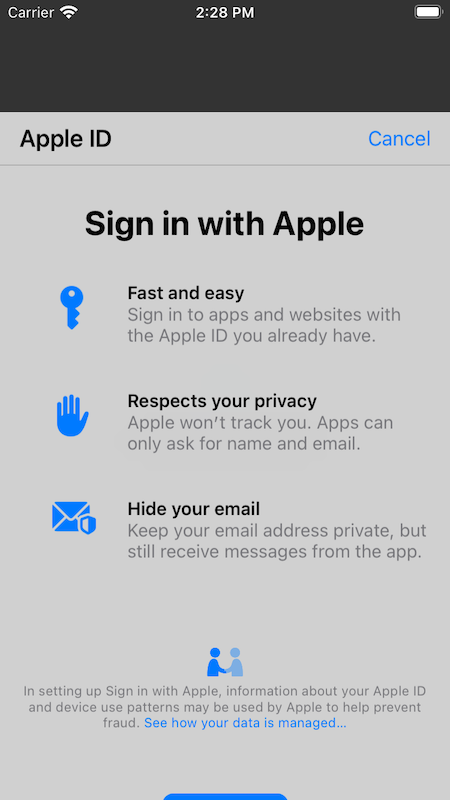 Carrier 2:28 PM
Apple ID Cancel
Sign in with Apple
Fast and easy
Sign in to apps and websites with
the Apple ID you already have.
Respects your privacy
Apple won't track you. Apps can
only ask for name and email.
Hide your email
Keep your email address private, but
still receive messages from the app.
In setting up Sign in with Apple, information about your Apple ID
and device use patterns may be used by Apple to help prevent
fraud. See how your data is managed...